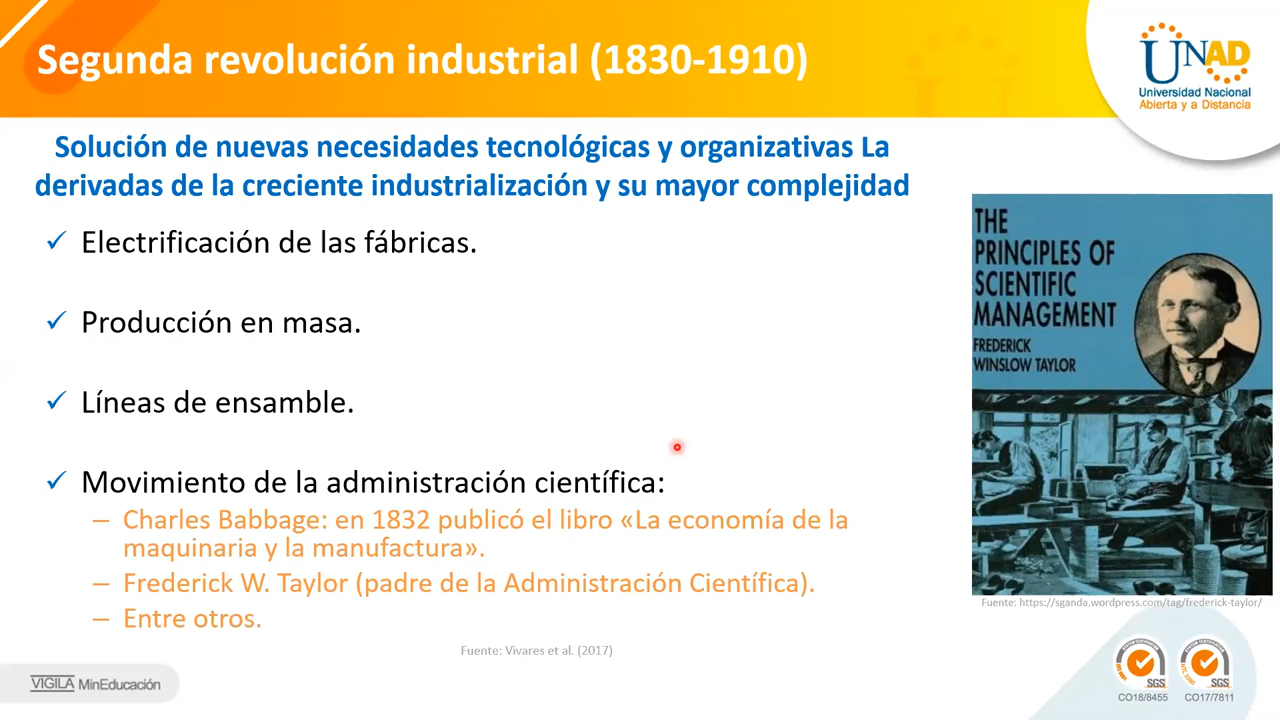 Segunda revolución industrial (1830-1910)
UNAD
Universidad Nacional
Abierta y a Distancia
Solución de nuevas necesidades tecnológicas y organizativas La
derivadas de la creciente industrialización y su mayor complejidad
✓ Electrificación de las fábricas.
✓ Producción en masa.
✓ Líneas de ensamble.
✓ Movimiento de la administración científica:
– Charles Babbage: en 1832 publicó el libro «La economía de la
maquinaria y la manufactura».
– Frederick W. Taylor (padre de la Administración Científica).
– Entre otros.
THE
PRINCIPLES OF
SCIENTIFIC
MANAGEMENT
FREDERICK
WINSLOW TAYLOR
Fuente: https://sganda.wordpress.com/tag/frederick-taylor/
Fuente: Vivares et al. (2017)
VIGILA MinEducación
SGS
SGS
CO18/8455
CO17/7811